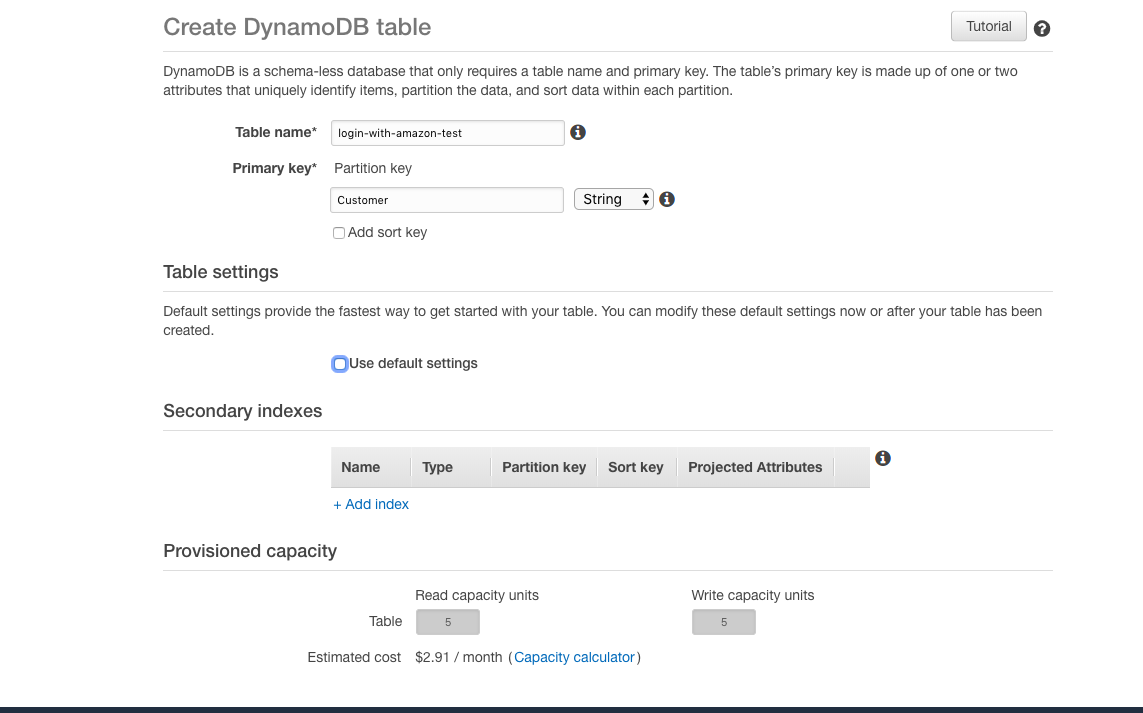 Create DynamoDB table
Tutorial
DynamoDB is a schema-less database that only requires a table name and primary key. The table's primary key is made up of one or two
attributes that uniquely identify items, partition the data, and sort data within each partition.
Table name* login-with-amazon-test
Primary key* Partition key
Customer String
Add sort key
Table settings
Default settings provide the fastest way to get started with your table. You can modify these default settings now or after your table has been
created.
Use default settings
Secondary indexes
Name Type Partition key Sort key Projected Attributes
+ Add index
Provisioned capacity
Read capacity units Write capacity units
Table 5 5
Estimated cost $2.91 / month (Capacity calculator)